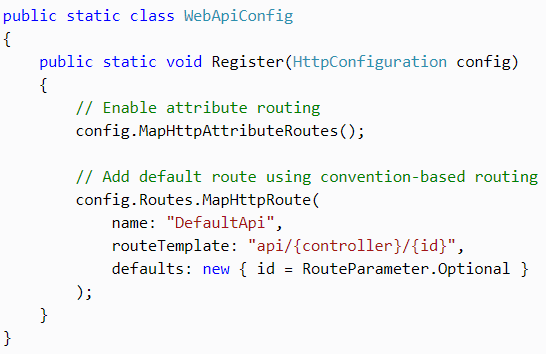 public static class WebApiConfig
{
    public static void Register(HttpConfiguration config)
    {
        // Enable attribute routing
        config.MapHttpAttributeRoutes();

        // Add default route using convention-based routing
        config.Routes.MapHttpRoute(
            name: "DefaultApi",
            routeTemplate: "api/{controller}/{id}",
            defaults: new { id = RouteParameter.Optional }
        );
    }
}